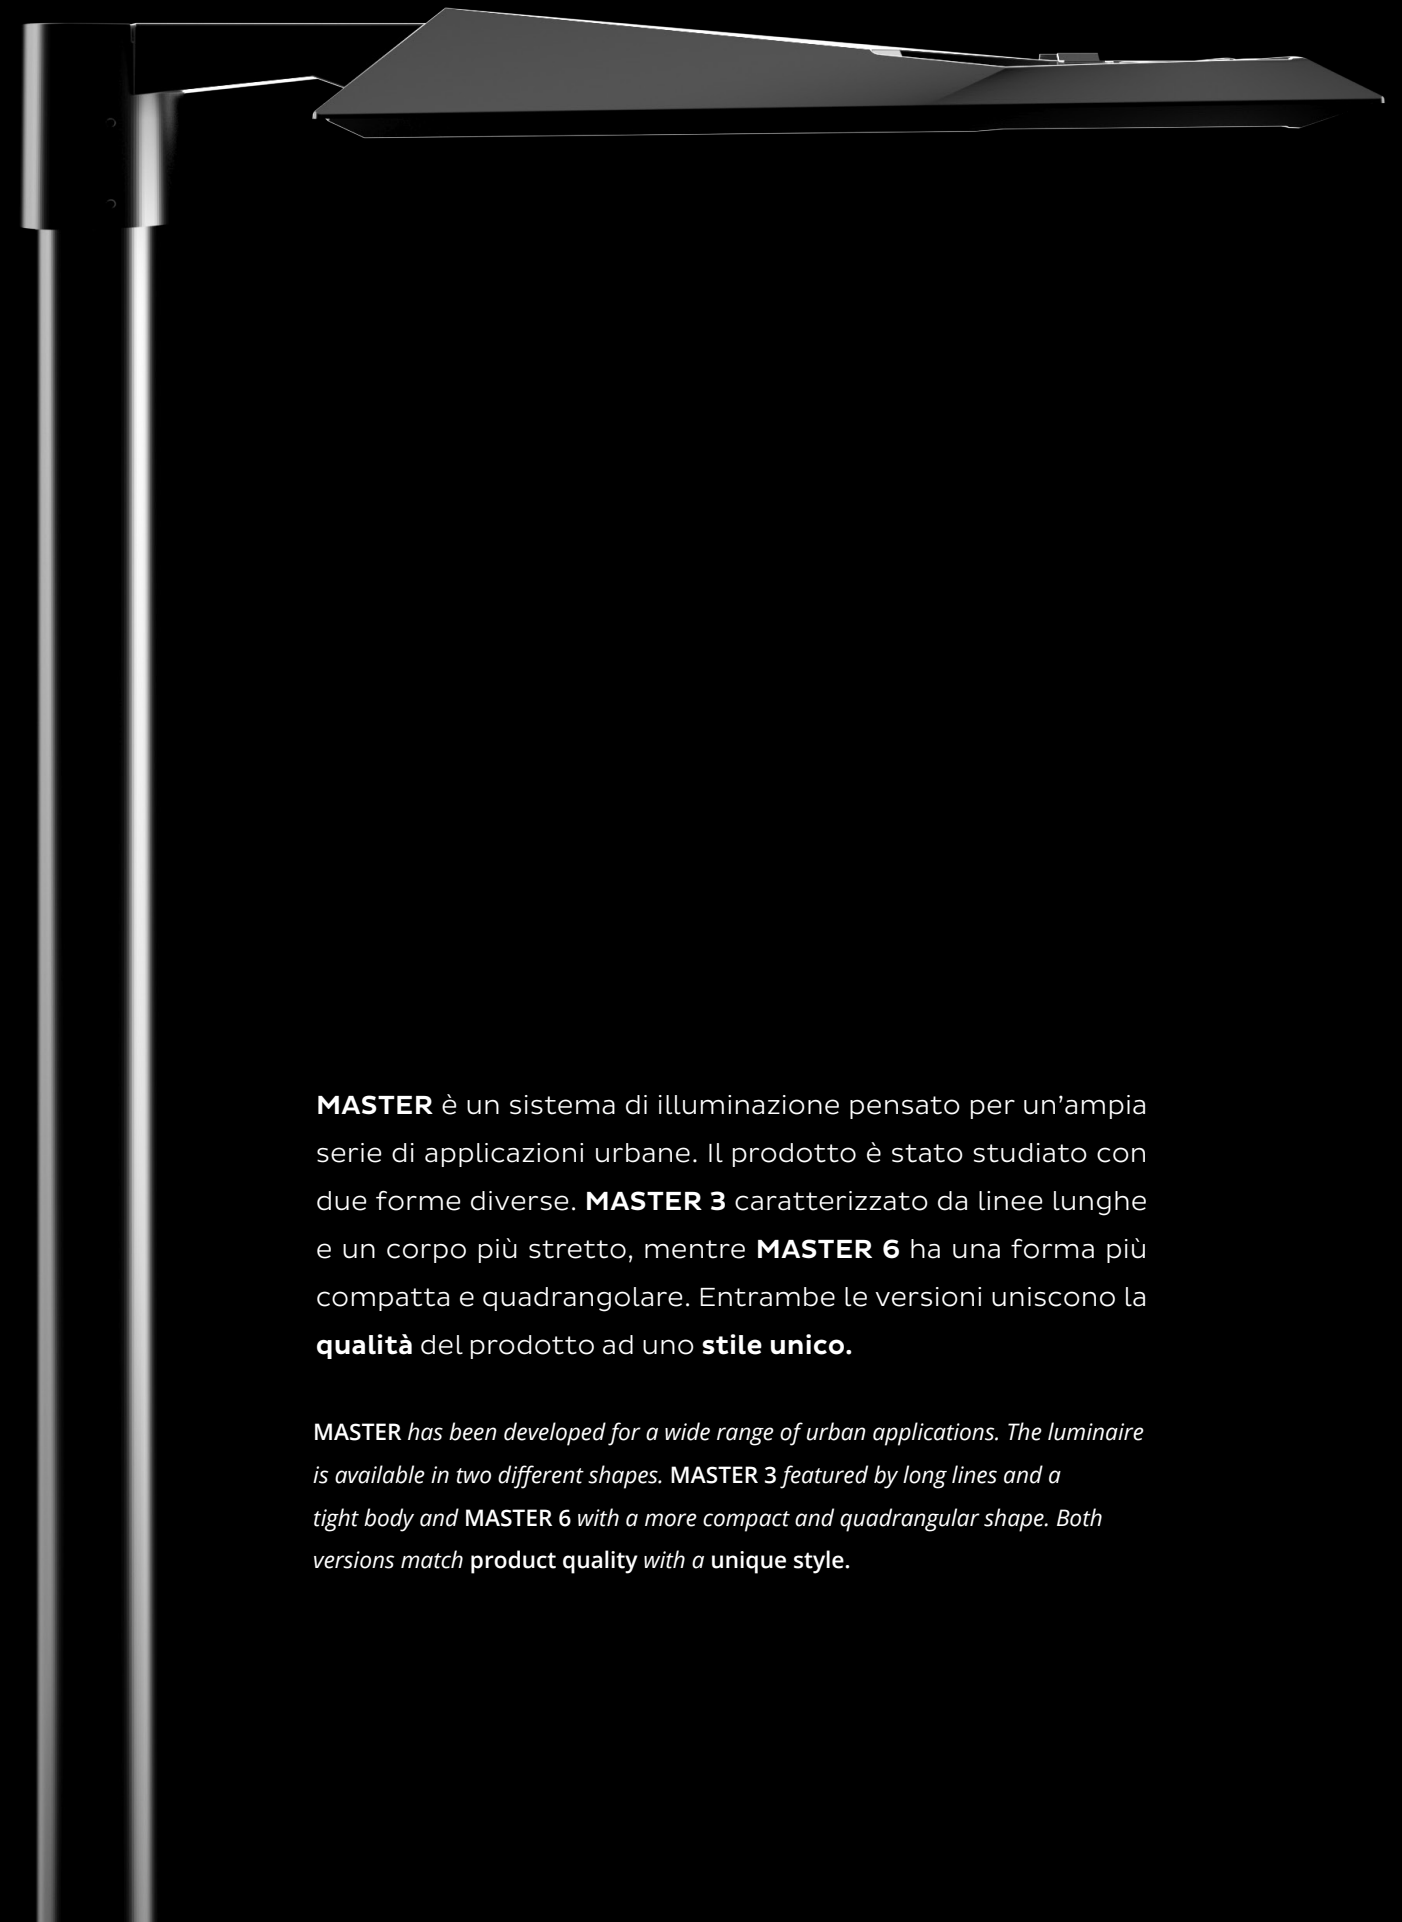 MASTER è un sistema di illuminazione pensato per un’ampia
serie di applicazioni urbane. Il prodotto è stato studiato con
due forme diverse. MASTER 3 caratterizzato da linee lunghe
e un corpo più stretto, mentre MASTER 6 ha una forma più
compatta e quadrangolare. Entrambe le versioni uniscono la
qualità del prodotto ad uno stile unico.
MASTER has been developed for a wide range of urban applications. The luminaire
is available in two different shapes. MASTER 3 featured by long lines and a
tight body and MASTER 6 with a more compact and quadrangular shape. Both
versions match product quality with a unique style.